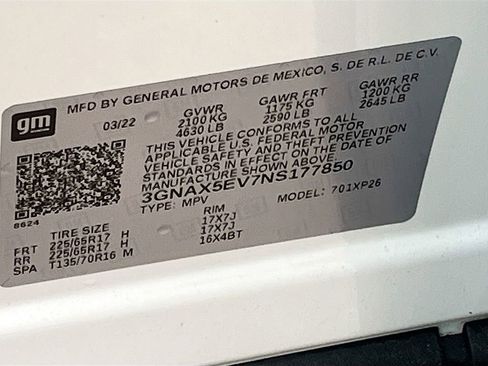 MFD BY GENERAL MOTORS DE MEXICO, S. DE R.L. DE C.V.
gm
03/22 GVWR GAWR FRT GAWR RR
2100 KG 1175 KG 1200 KG
4630 LB 2590 LB 2645 LB
THIS VEHICLE CONFORMS TO ALL
APPLICABLE U.S. FEDERAL MOTOR
VEHICLE SAFETY AND THEFT PREVENTION
STANDARDS IN EFFECT ON THE DATE OF
MANUFACTURE SHOWN ABOVE.
3GNAX5EV7NS177850
TYPE: MPV MODEL: 701XP26
8624
TIRE SIZE RIM
FRT 225/65R17 H 17X7J
RR 225/65R17 H 17X7J
SPA T135/70R16 M 16X4BT